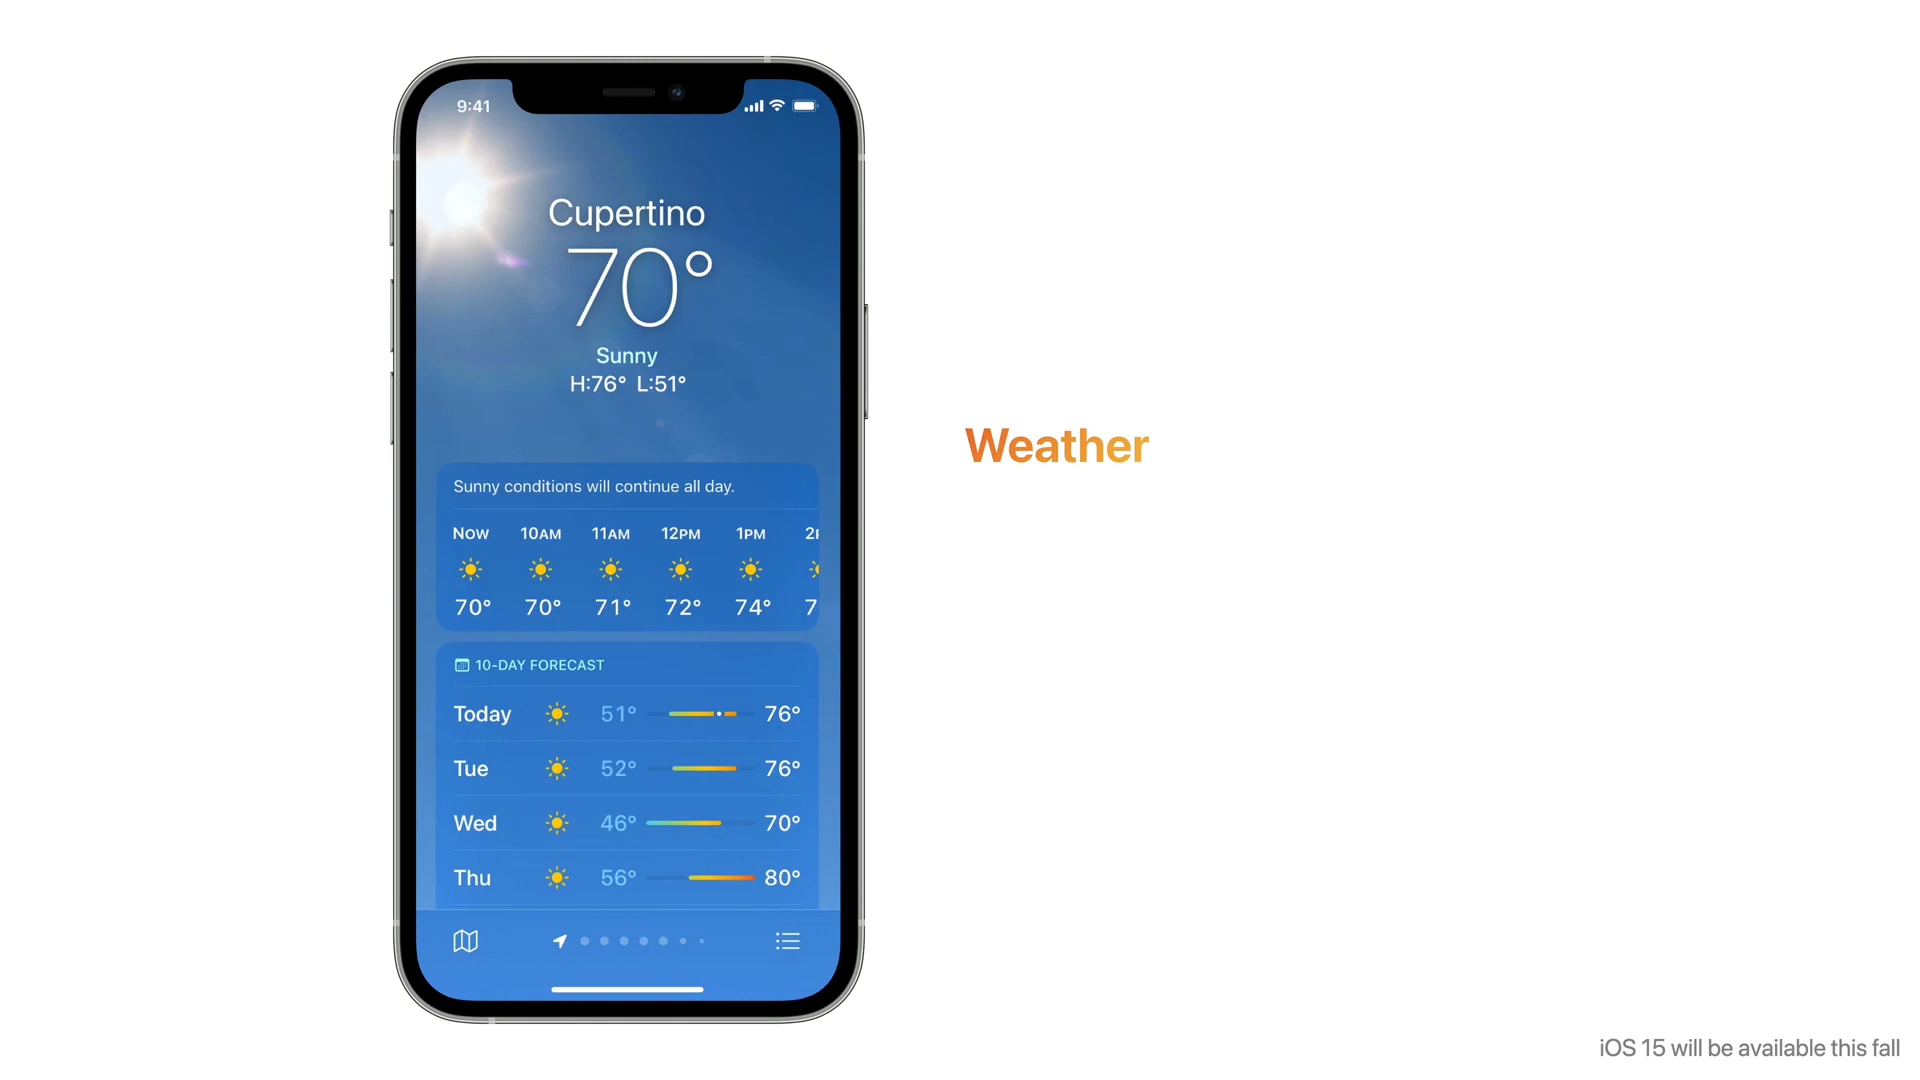 9:41
Cupertino
70°
Sunny
H:76° L:51°
Sunny conditions will continue all day.
Now 10AM 11AM 12PM 1PM
70° 70° 71° 72° 74°
10-DAY FORECAST
Today 51° 76°
Tue 52° 76°
Wed 46° 70°
Thu 56° 80°
Weather
iOS 15 will be available this fall